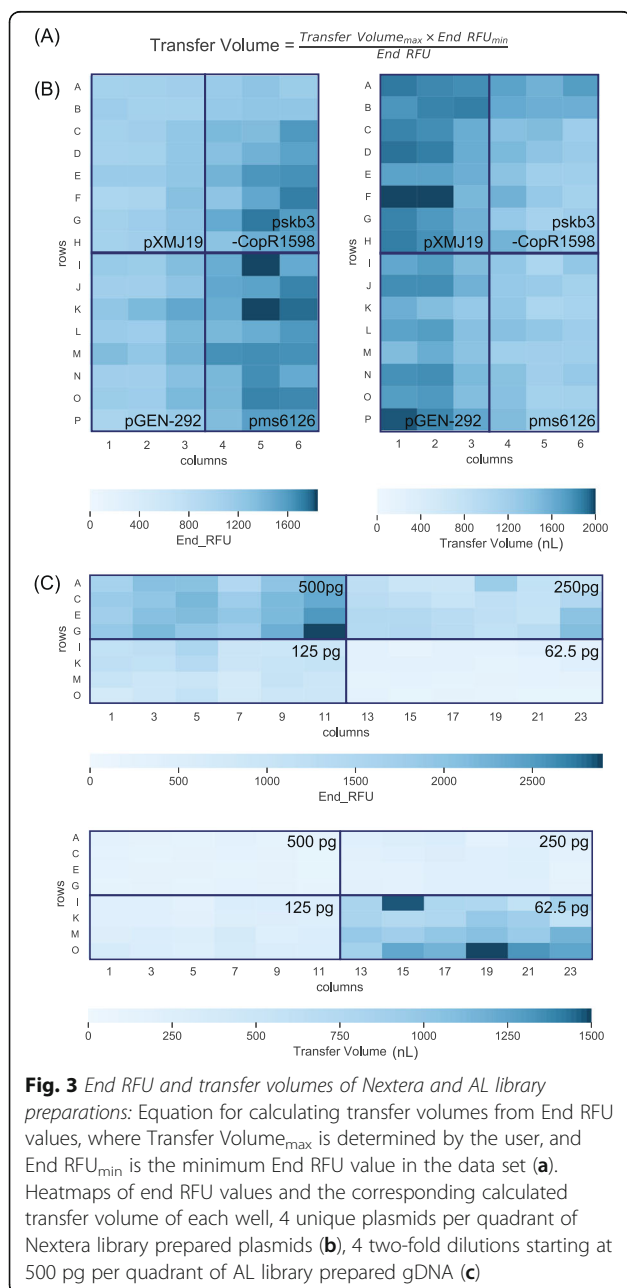 (A)
Transfer Volume = Transfer Volume_max × End RFU_min / End RFU
(B)
A
B
C
D
E
F
G
H
I
J
K
L
M
N
O
P
rows
pXMJ19
pskb3
-CopR1598
pGEN-292
pms6126
1 2 3 4 5 6
columns
0 400 800 1200 1600
End_RFU
A
B
C
D
E
F
G
H
I
J
K
L
M
N
O
P
rows
pXMJ19
pskb3
-CopR1598
pGEN-292
pms6126
1 2 3 4 5 6
columns
0 400 800 1200 1600 2000
Transfer Volume (nL)
(C)
A
C
E
G
I
K
M
O
rows
500pg
250pg
125 pg
62.5 pg
1 3 5 7 9 11 13 15 17 19 21 23
columns
0 500 1000 1500 2000 2500
End_RFU
A
C
E
G
I
K
M
O
rows
500 pg
250 pg
125 pg
62.5 pg
1 3 5 7 9 11 13 15 17 19 21 23
columns
0 250 500 750 1000 1250 1500
Transfer Volume (nL)
Fig. 3 End RFU and transfer volumes of Nextera and AL library
preparations: Equation for calculating transfer volumes from End RFU
values, where Transfer Volume_max is determined by the user, and
End RFU_min is the minimum End RFU value in the data set (a).
Heatmaps of end RFU values and the corresponding calculated
transfer volume of each well, 4 unique plasmids per quadrant of
Nextera library prepared plasmids (b), 4 two-fold dilutions starting at
500 pg per quadrant of AL library prepared gDNA (c)